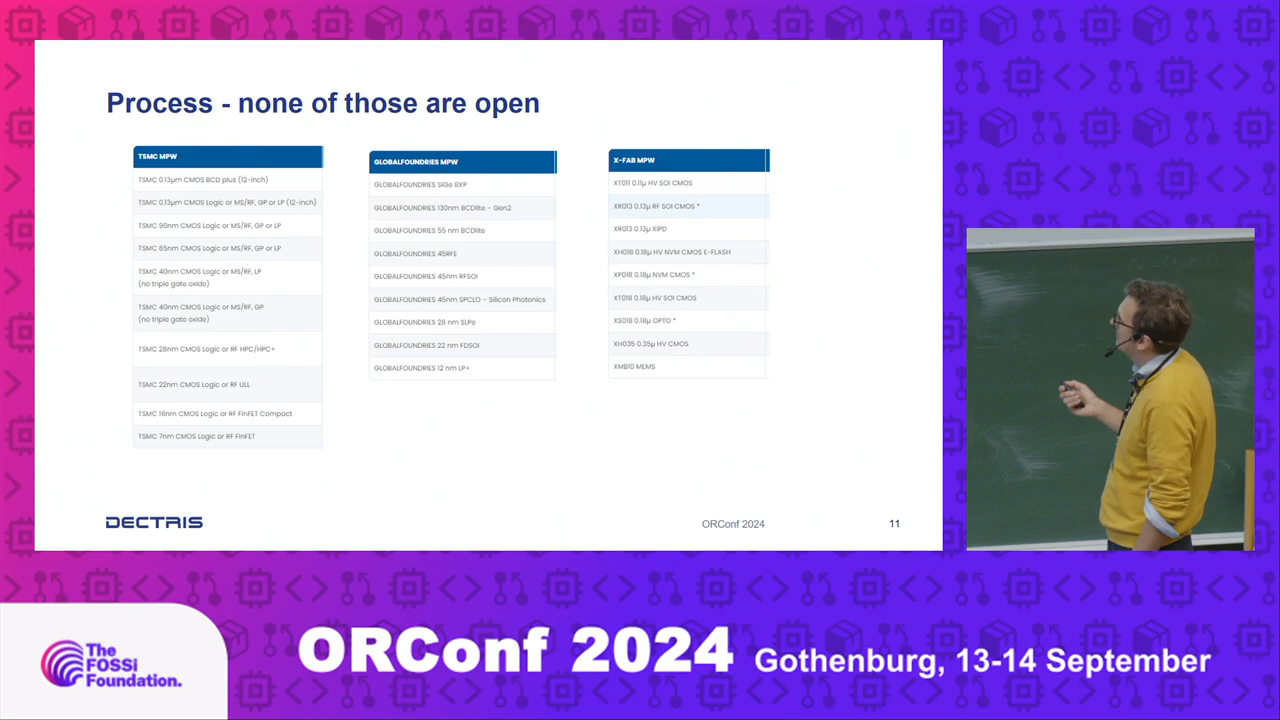 Process - none of those are open
TSMC MPW
TSMC 0.13µm CMOS BCD plus (12-inch)
TSMC 0.13µm CMOS Logic or MS/RF, GP or LP (12-inch)
TSMC 90nm CMOS Logic or MS/RF, GP or LP
TSMC 65nm CMOS Logic or MS/RF, GP or LP
TSMC 40nm CMOS Logic or MS/RF, LP
(no triple gate oxide)
TSMC 40nm CMOS Logic or MS/RF, GP
(no triple gate oxide)
TSMC 28nm CMOS Logic or RF HPC/HPC+
TSMC 22nm CMOS Logic or RF ULL
TSMC 16nm CMOS Logic or RF FinFET Compact
TSMC 7nm CMOS Logic or RF FinFET
GLOBALFOUNDRIES MPW
GLOBALFOUNDRIES SiGe 8XP
GLOBALFOUNDRIES 130nm BCDlite – Gen2
GLOBALFOUNDRIES 55 nm BCDlite
GLOBALFOUNDRIES 45RFE
GLOBALFOUNDRIES 45nm RFSOI
GLOBALFOUNDRIES 45nm SPCLO – Silicon Photonics
GLOBALFOUNDRIES 28 nm SLPe
GLOBALFOUNDRIES 22 nm FDSOI
GLOBALFOUNDRIES 12 nm LP+
X-FAB MPW
XT011 0.11µ HV SOI CMOS
XR013 0.13µ RF SOI CMOS *
XR013 0.13µ XIPD
XH018 0.18µ HV NVM CMOS E-FLASH
XP018 0.18µ NVM CMOS *
XT018 0.18µ HV SOI CMOS
XS018 0.18µ OPTO *
XH035 0.35µ HV CMOS
XMB10 MEMS
DECTRIS
ORConf 2024
11
The
FOSSi
Foundation.
ORConf 2024 Gothenburg, 13-14 September